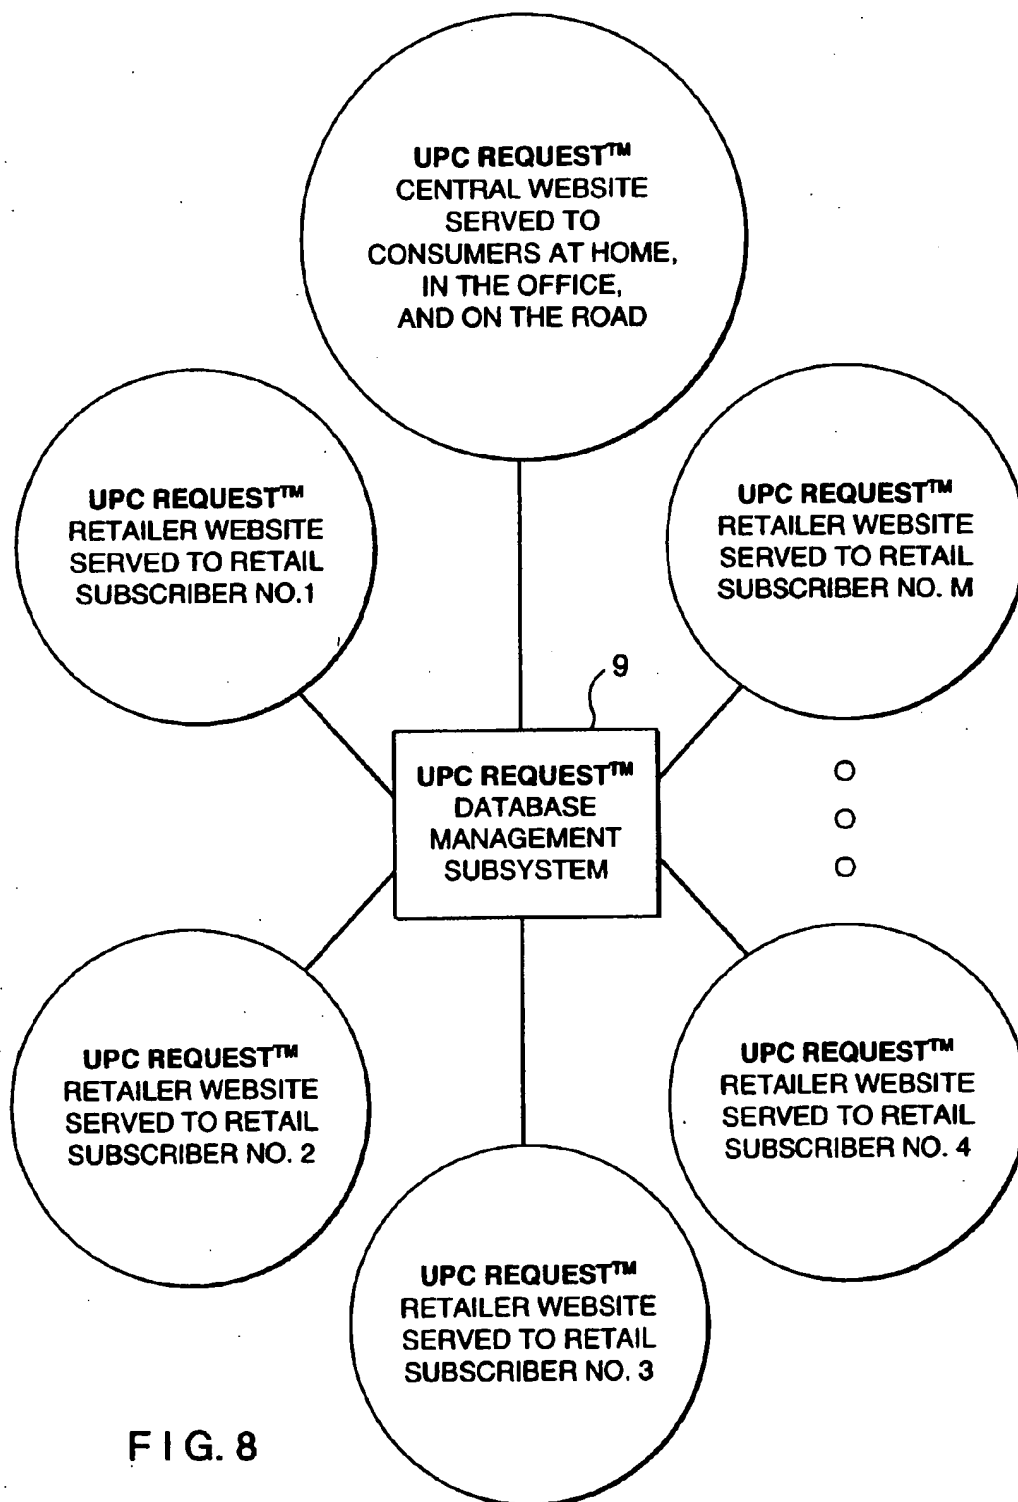 UPC REQUEST™
CENTRAL WEBSITE
SERVED TO
CONSUMERS AT HOME,
IN THE OFFICE,
AND ON THE ROAD
UPC REQUEST™
RETAILER WEBSITE
SERVED TO RETAIL
SUBSCRIBER NO.1
UPC REQUEST™
RETAILER WEBSITE
SERVED TO RETAIL
SUBSCRIBER NO. M
9
UPC REQUEST™
DATABASE
MANAGEMENT
SUBSYSTEM
UPC REQUEST™
RETAILER WEBSITE
SERVED TO RETAIL
SUBSCRIBER NO. 2
UPC REQUEST™
RETAILER WEBSITE
SERVED TO RETAIL
SUBSCRIBER NO. 4
UPC REQUEST™
RETAILER WEBSITE
SERVED TO RETAIL
SUBSCRIBER NO. 3
FIG. 8